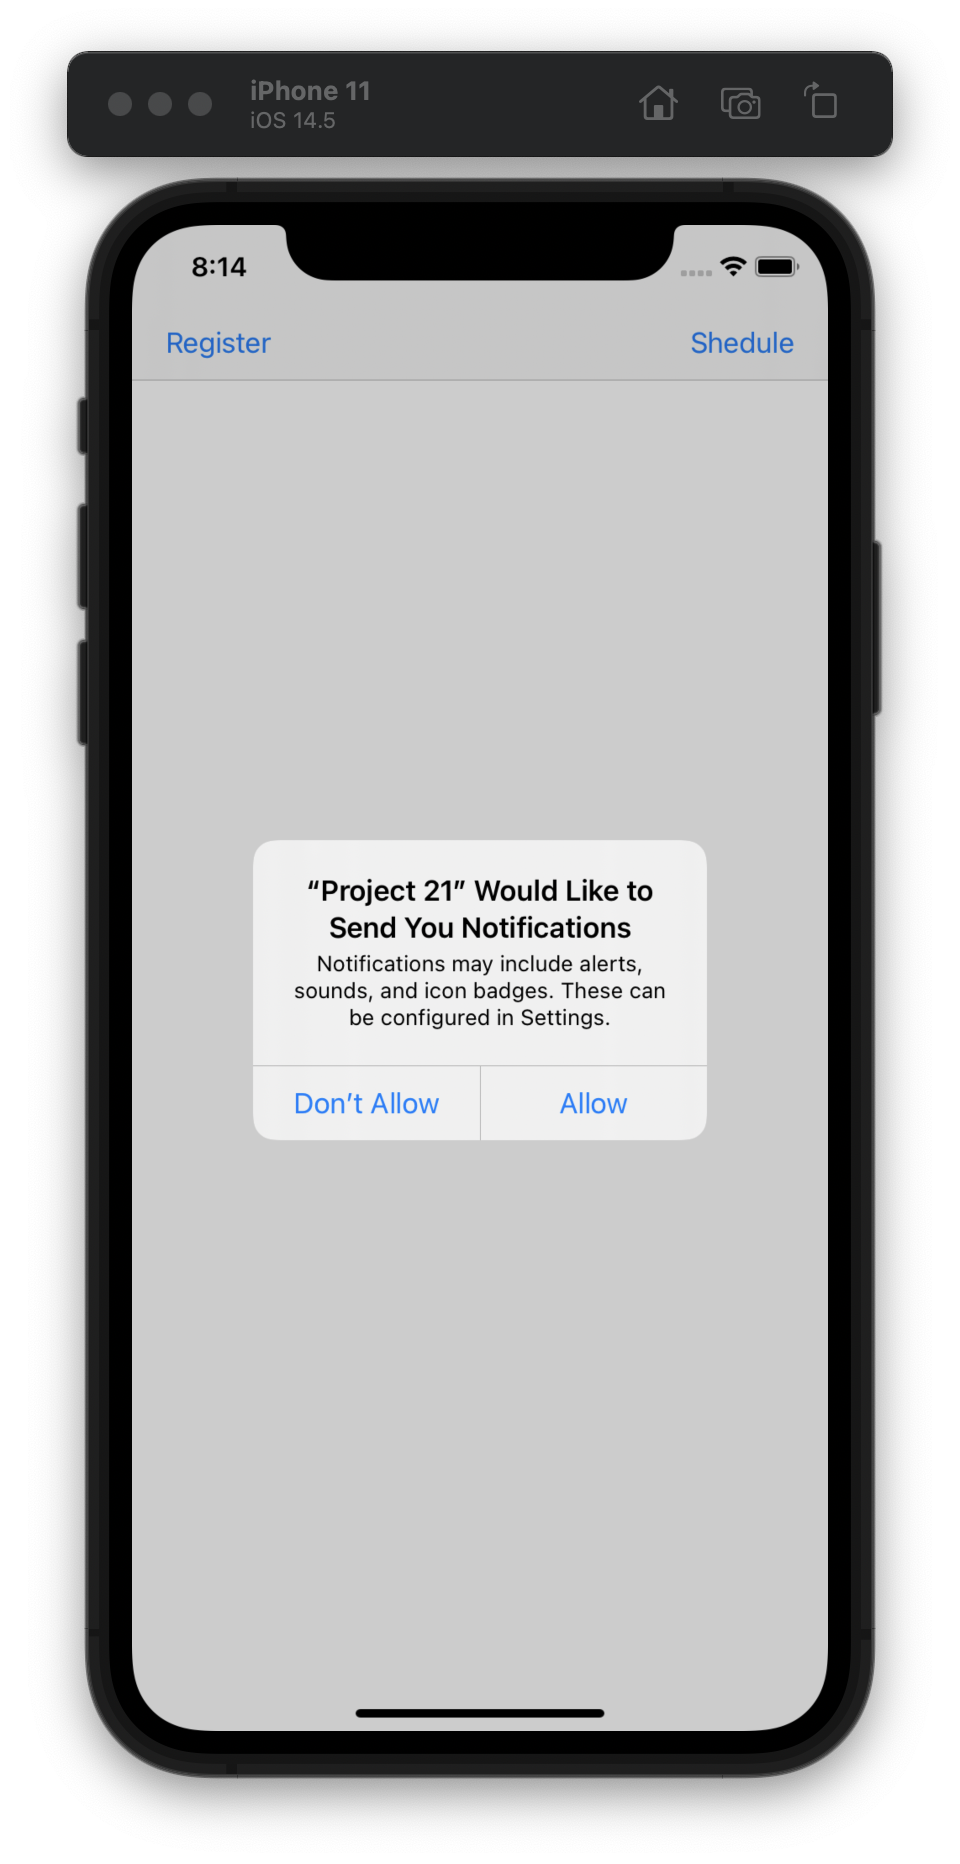 iPhone 11
iOS 14.5
8:14
Register
Shedule
“Project 21” Would Like to
Send You Notifications
Notifications may include alerts,
sounds, and icon badges. These can
be configured in Settings.
Don’t Allow
Allow